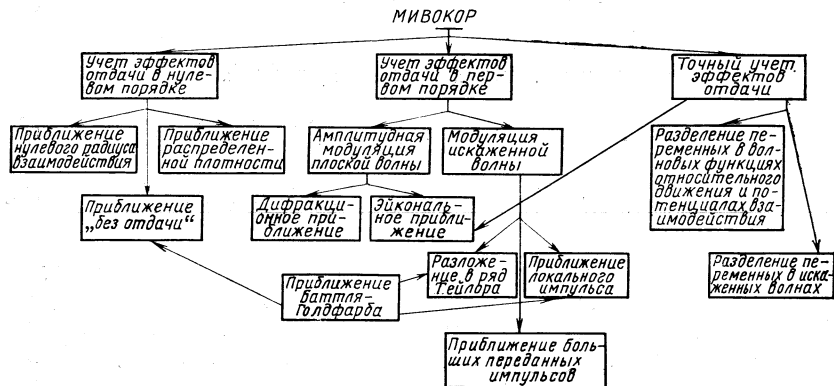 МИВОКОР
Учет эффектов
отдачи в нуле-
вом порядке
Учет эффектов
отдачи в пер-
вом порядке
Точный учет
эффектов
отдачи
Приближение
нулевого радиуса
взаимодействия
Приближение
распределен-
ной плотности
Амплитудная
модуляция
плоской волны
Модуляция
искаженной
волны
Разделение пе-
ременных в вол-
новых функциях
относительного
движения и по-
тенциалах вза-
имодействия
Приближение
„без отдачи“
Дифракци-
онное при-
ближение
Эйкональ-
ное прибли-
жение
Разложе-
ние в ряд
Тейлора
Приближение
локального
импульса
Разделение пе-
ременных в иска-
женных волнах
Приближение
Баттля-
Голдфарба
Приближение боль-
ших переданных
импульсов